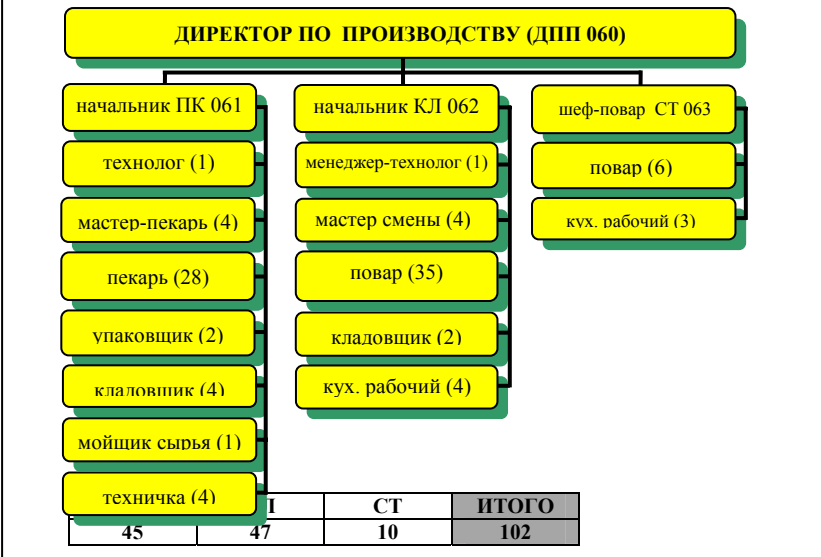 ДИРЕКТОР ПО ПРОИЗВОДСТВУ (ДПП 060)
начальник ПК 061
технолог (1)
мастер-пекарь (4)
пекарь (28)
упаковщик (2)
кладовщик (4)
мойщик сырья (1)
техничка (4)
начальник КЛ 062
менеджер-технолог (1)
мастер смены (4)
повар (35)
кладовщик (2)
кух. рабочий (4)
шеф-повар СТ 063
повар (6)
кух. рабочий (3)
СТ ИТОГО
45 47 10 102